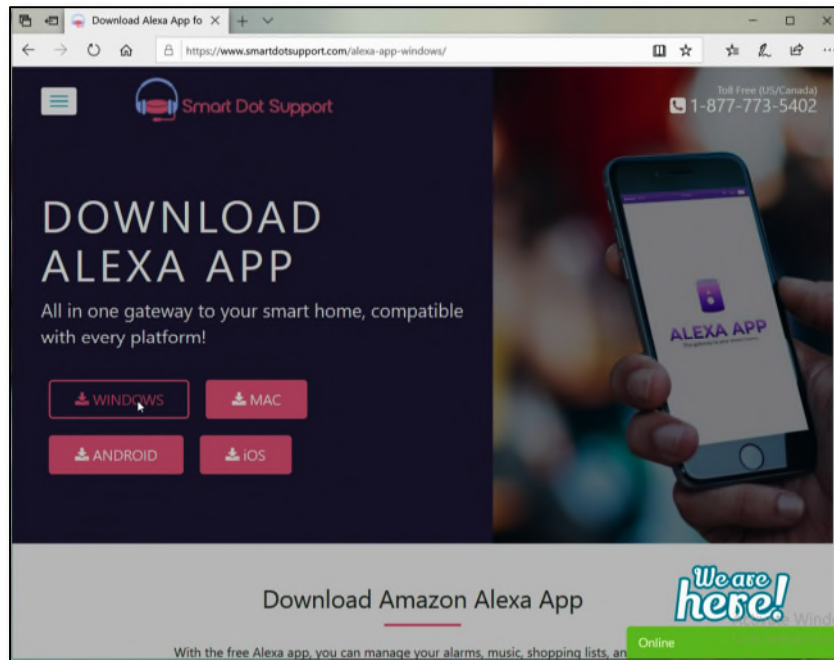 Download Alexa App fo
https://www.smartdotsupport.com/alexa-app-windows/
Smart Dot Support
Toll Free (US/Canada)
1-877-773-5402
DOWNLOAD
ALEXA APP
All in one gateway to your smart home, compatible
with every platform!
WINDOWS
MAC
ANDROID
iOS
ALEXA APP
Download Amazon Alexa App
We are
here!
Online
With the free Alexa app, you can manage your alarms, music, shopping lists, an